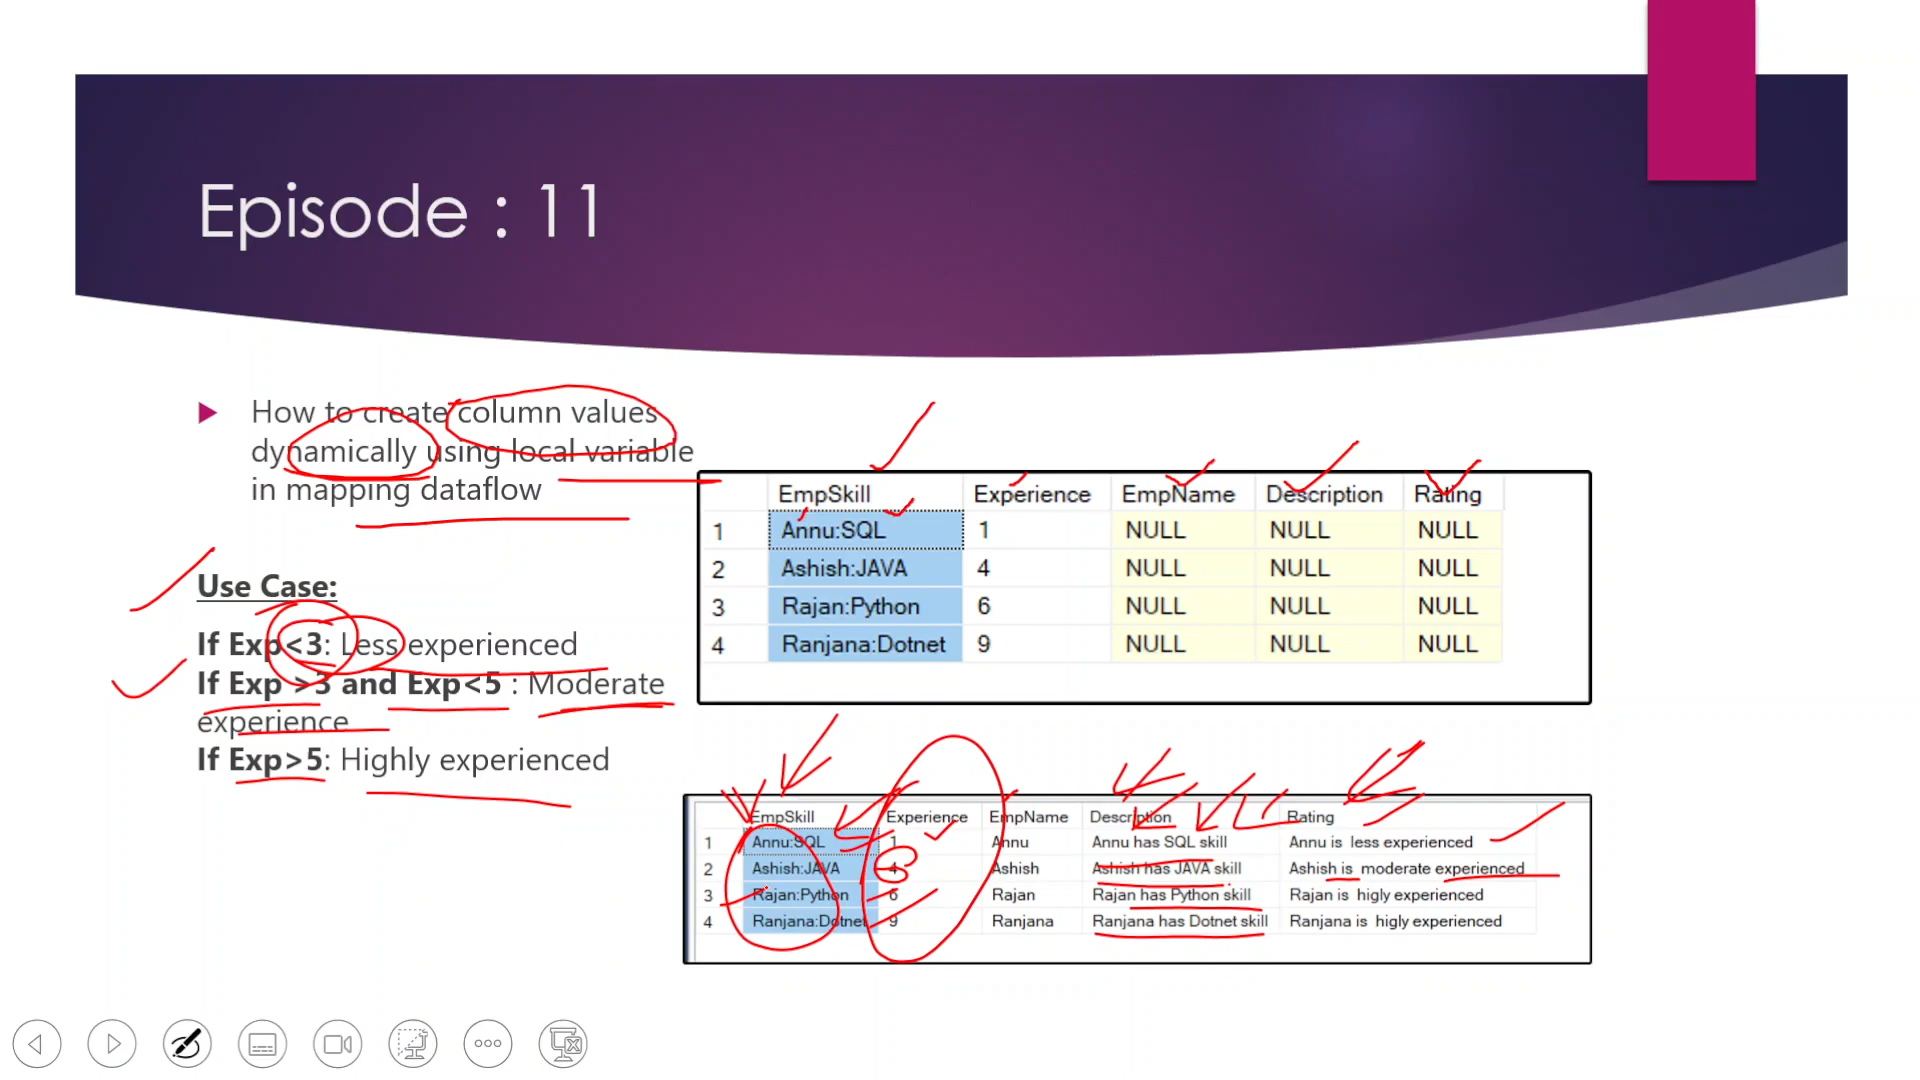 Episode : 11
How to create column values
dynamically using local variable
in mapping dataflow
Use Case:
If Exp<3: Less experienced
If Exp >3 and Exp<5 : Moderate
experience
If Exp>5: Highly experienced
EmpSkill Experience EmpName Description Rating
1 Annu:SQL 1 NULL NULL NULL
2 Ashish:JAVA 4 NULL NULL NULL
3 Rajan:Python 6 NULL NULL NULL
4 Ranjana:Dotnet 9 NULL NULL NULL
EmpSkill Experience EmpName Description Rating
1 Annu:SQL 1 Annu Annu has SQL skill Annu is less experienced
2 Ashish:JAVA 4 Ashish Ashish has JAVA skill Ashish is moderate experienced
3 Rajan:Python 6 Rajan Rajan has Python skill Rajan is higly experienced
4 Ranjana:Dotnet 9 Ranjana Ranjana has Dotnet skill Ranjana is higly experienced